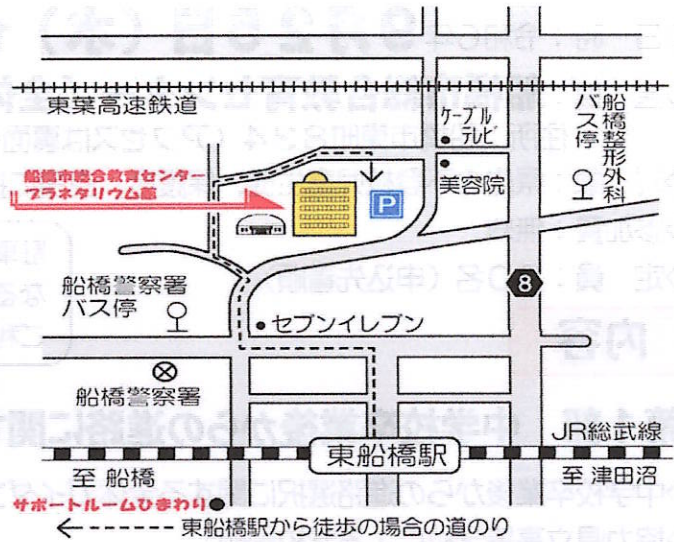 東葉高速鉄道
ケーブル
テレビ
船橋整形外科
バス停
美容院
船橋市総合教育センター
プラネタリウム館
P
船橋警察署
バス停
8
セブンイレブン
船橋警察署
東船橋駅
JR総武線
至 船橋
至 津田沼
サポートルームひまわり
東船橋駅から徒歩の場合の道のり
内容